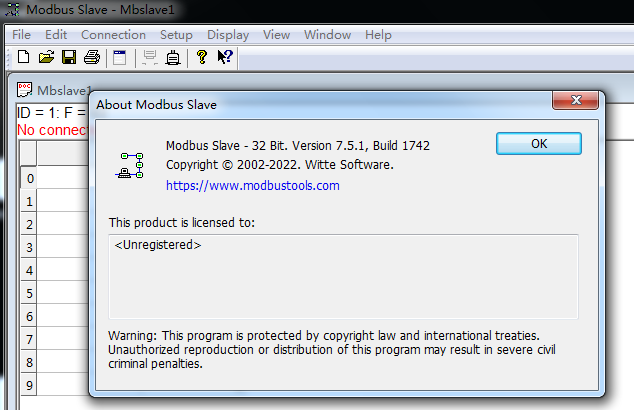 Modbus Slave - Mbslave1
File Edit Connection Setup Display View Window Help
Mbslave1
ID = 1: F =
No connec
About Modbus Slave
Modbus Slave - 32 Bit. Version 7.5.1, Build 1742
OK
Copyright © 2002-2022. Witte Software.
https://www.modbustools.com
This product is licensed to:
<Unregistered>
Warning: This program is protected by copyright law and international treaties.
Unauthorized reproduction or distribution of this program may result in severe civil
criminal penalties.
0
1
2
3
4
5
6
7
8
9